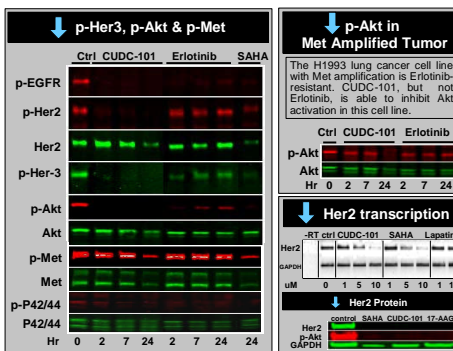 p-Her3, p-Akt & p-Met
Ctrl CUDC-101 Erlotinib SAHA
p-EGFR
p-Her2
Her2
p-Her-3
p-Akt
Akt
p-Met
Met
p-P42/44
P42/44
Hr 0 2 7 24 2 7 24 24
p-Akt in
Met Amplified Tumor
The H1993 lung cancer cell line
with Met amplification is Erlotinib-
resistant. CUDC-101, but not
Erlotinib, is able to inhibit Akt
activation in this cell line.
Ctrl CUDC-101 Erlotinib
p-Akt
Akt
Hr 0 2 7 24 2 7 24
Her2 transcription
-RT ctrl CUDC-101 SAHA Lapatin
Her2
GAPDH
uM 0 1 5 10 1 5 10 1 1
Her2 Protein
control SAHA CUDC-101 17-AAG
Her2
p-Akt
GAPDH